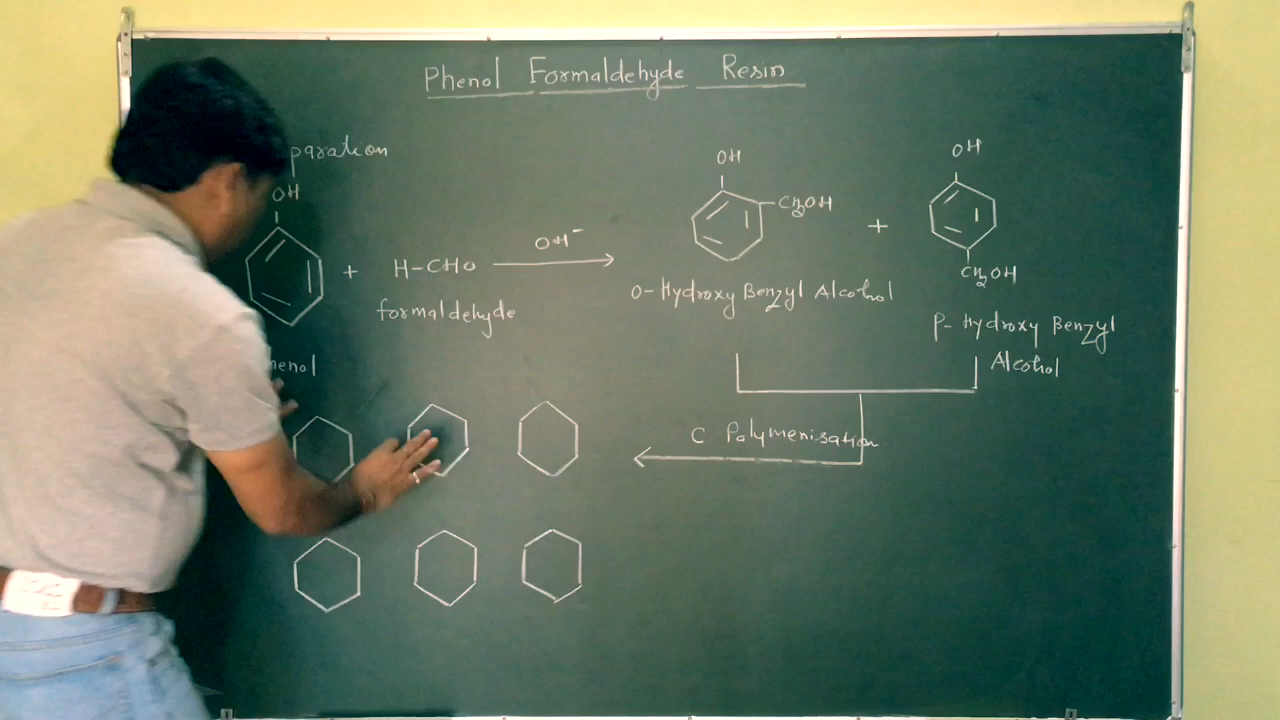 Phenol Formaldehyde Resin
paration
OH
+ H-CHO
OH⁻
formaldehyde
henol
OH
CH₂OH
O-Hydroxy Benzyl Alcohol
+
OH
CH₂OH
P-Hydroxy Benzyl
Alcohol
C Polymenisation